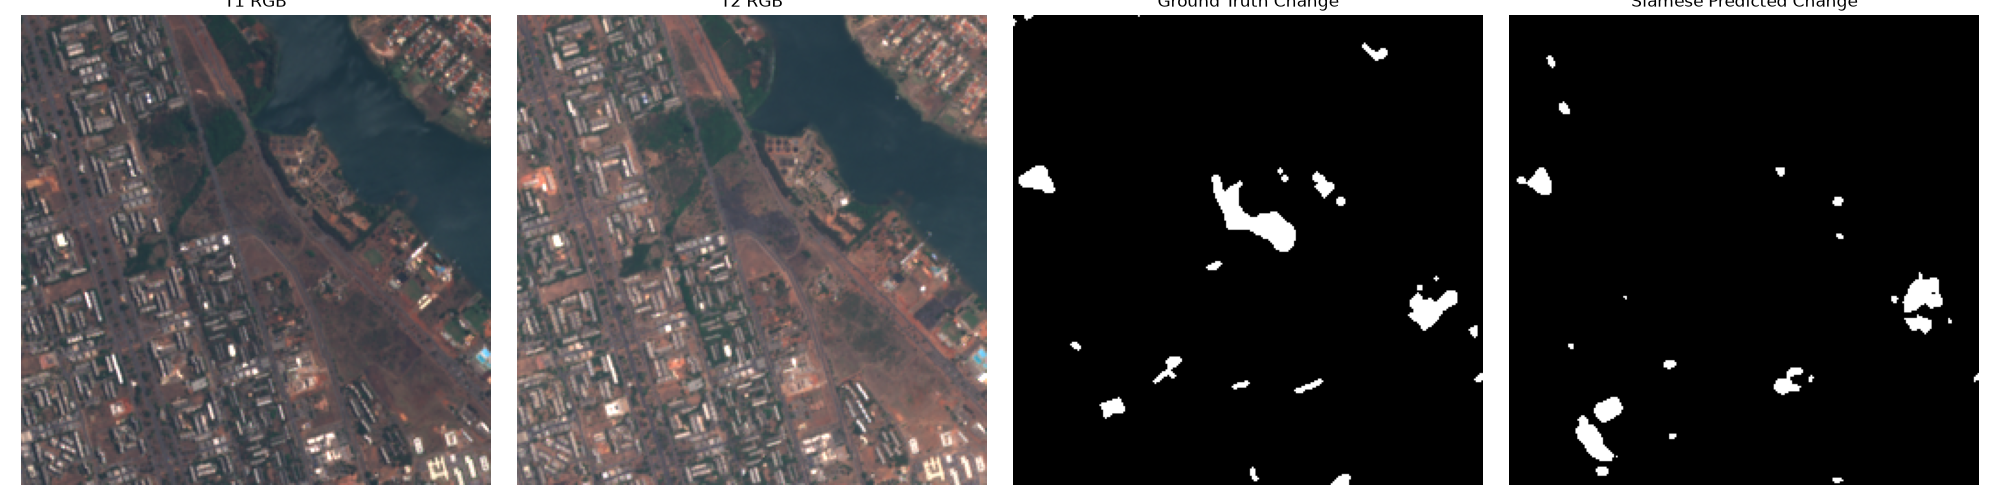 T1 RGB
T2 RGB
Ground Truth Change
Siamese Predicted Change